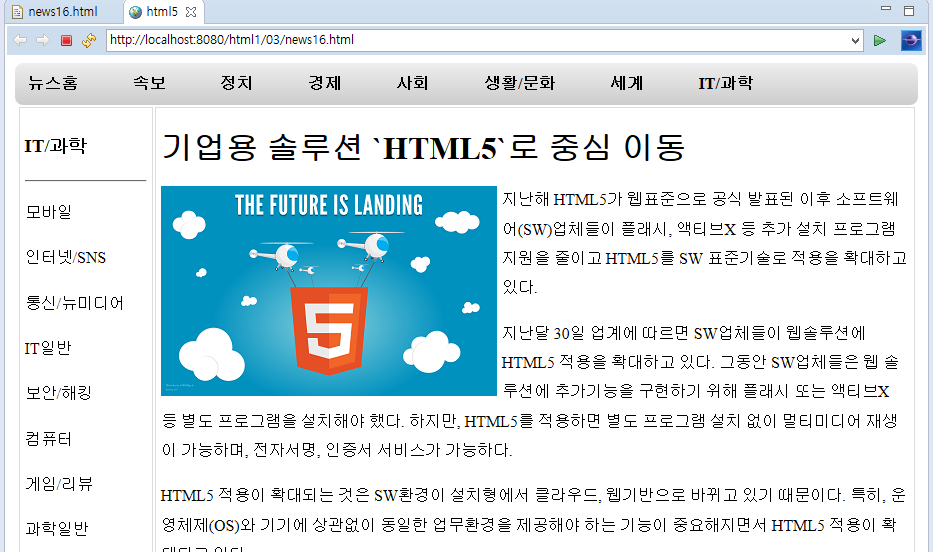 news16.html
html5
http://localhost:8080/html1/03/news16.html
뉴스홈 속보 정치 경제 사회 생활/문화 세계 IT/과학
IT/과학
모바일
인터넷/SNS
통신/뉴미디어
IT일반
보안/해킹
컴퓨터
게임/리뷰
과학일반
기업용 솔루션 `HTML5`로 중심 이동
THE FUTURE IS LANDING
5
지난해 HTML5가 웹표준으로 공식 발표된 이후 소프트웨
어(SW)업체들이 플래시, 액티브X 등 추가 설치 프로그램
지원을 줄이고 HTML5를 SW 표준기술로 적용을 확대하고
있다.
지난달 30일 업계에 따르면 SW업체들이 웹솔루션에
HTML5 적용을 확대하고 있다. 그동안 SW업체들은 웹 솔
루션에 추가기능을 구현하기 위해 플래시 또는 액티브X
등 별도 프로그램을 설치해야 했다. 하지만, HTML5를 적용하면 별도 프로그램 설치 없이 멀티미디어 재생
이 가능하며, 전자서명, 인증서 서비스가 가능하다.
HTML5 적용이 확대되는 것은 SW환경이 설치형에서 클라우드, 웹기반으로 바뀌고 있기 때문이다. 특히, 운
영체제(OS)와 기기에 상관없이 동일한 업무환경을 제공해야 하는 기능이 중요해지면서 HTML5 적용이 확